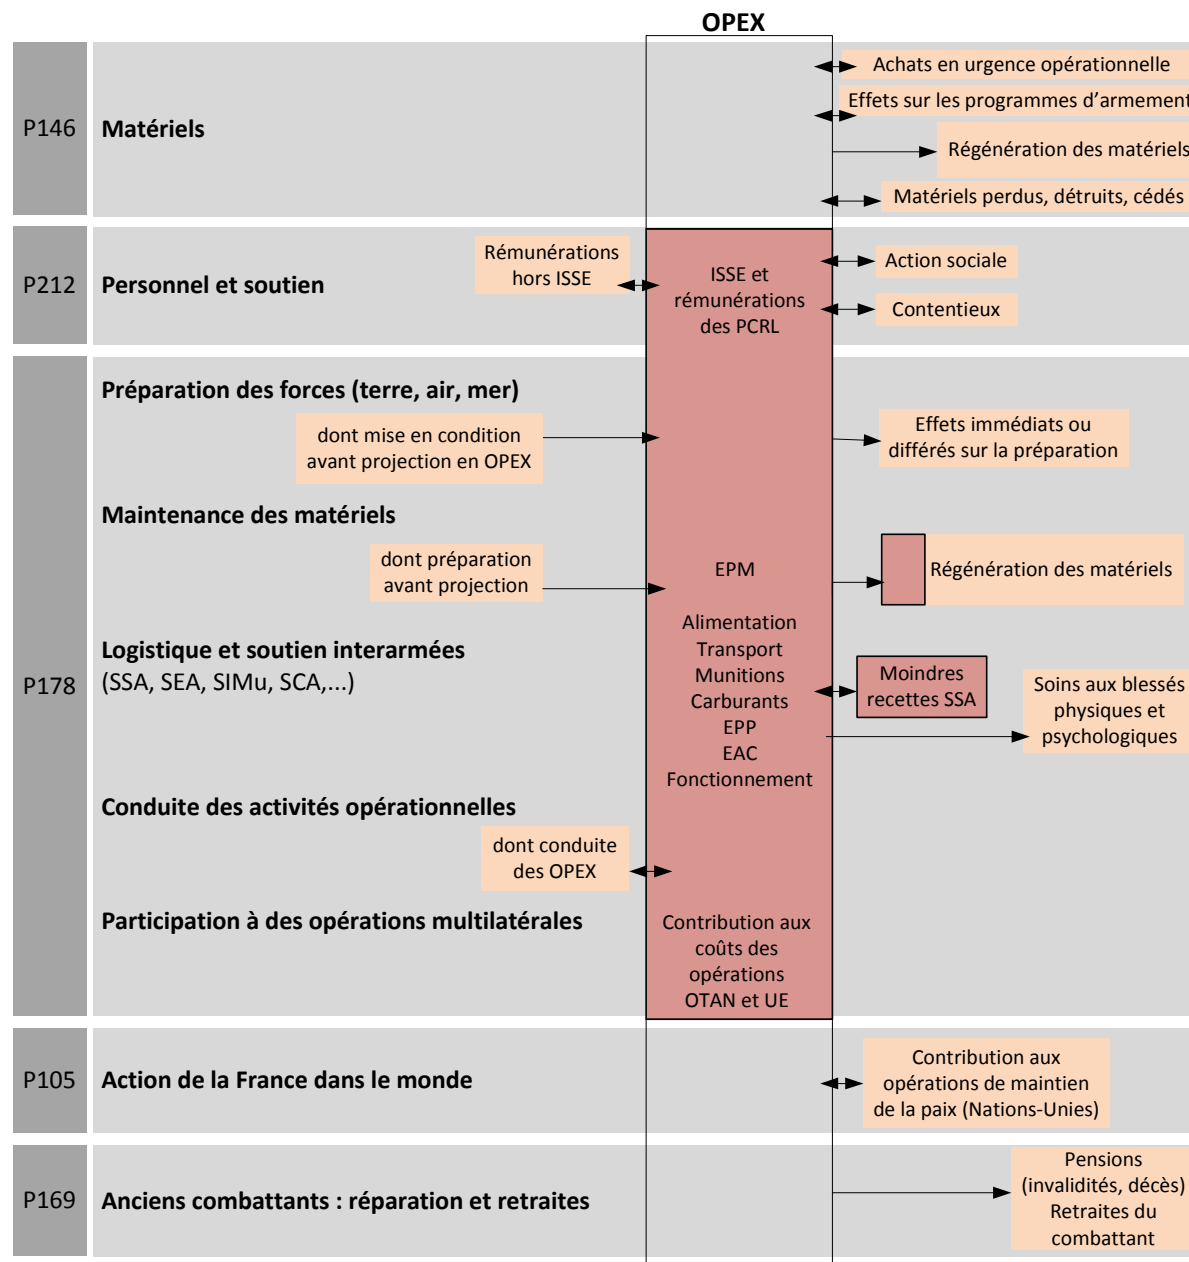 OPEX
P146
Matériels
Achats en urgence opérationnelle
Effets sur les programmes d'armement
Régénération des matériels
Matériels perdus, détruits, cédés
P212
Personnel et soutien
Rémunérations
hors ISSE
ISSE et
rémunérations
des PCRL
Action sociale
Contentieux
P178
Préparation des forces (terre, air, mer)
dont mise en condition
avant projection en OPEX
Effets immédiats ou
différés sur la préparation
Maintenance des matériels
dont préparation
avant projection
EPM
Régénération des matériels
Logistique et soutien interarmées
(SSA, SEA, SIMu, SCA,...)
Alimentation
Transport
Munitions
Carburants
EPP
EAC
Fonctionnement
Moindres
recettes SSA
Soins aux blessés
physiques et
psychologiques
Conduite des activités opérationnelles
dont conduite
des OPEX
Participation à des opérations multilatérales
Contribution aux
coûts des
opérations
OTAN et UE
P105
Action de la France dans le monde
Contribution aux
opérations de maintien
de la paix (Nations-Unies)
P169
Anciens combattants : réparation et retraites
Pensions
(invalidités, décès)
Retraites du
combattant